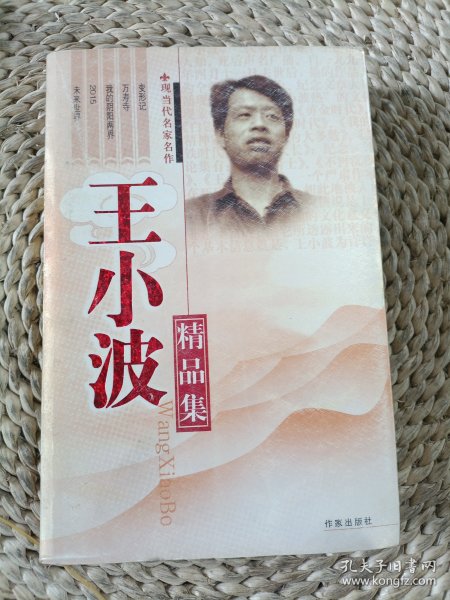 现当代名家名作
变形记
万寿寺
我的阴阳两界
2015
未来世界
王小波
精品集
WangXiaoBo
作家出版社
孔夫子旧书网
www.kongfz.com